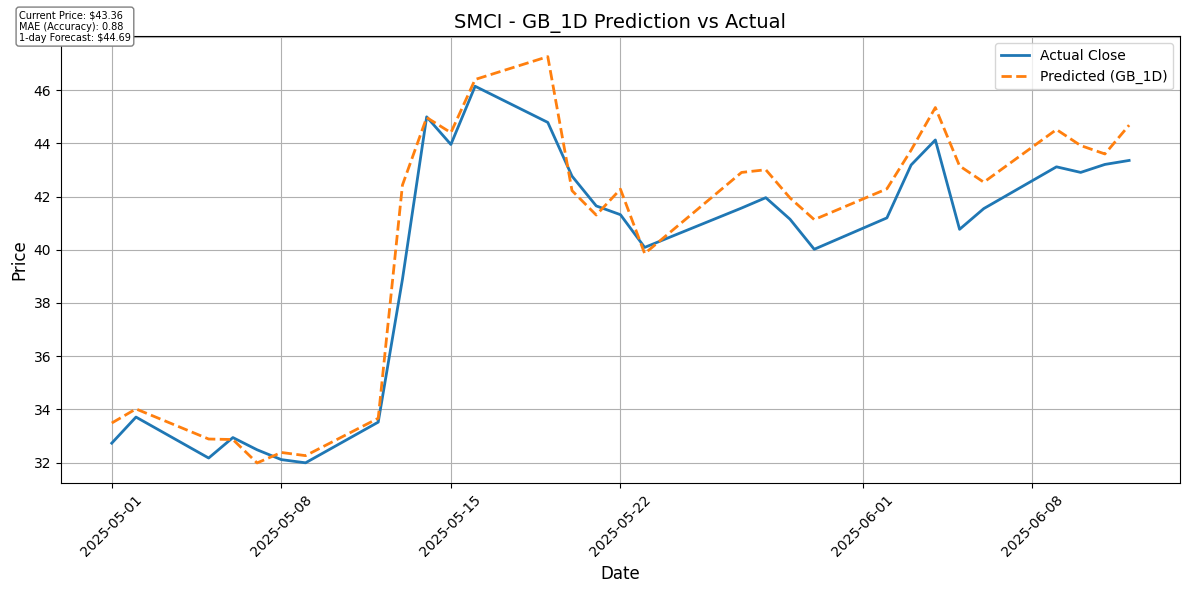 Current Price: $43.36
MAE (Accuracy): 0.88
1-day Forecast: $44.69
SMCI - GB_1D Prediction vs Actual
Actual Close
Predicted (GB_1D)
Price
46
44
42
40
38
36
34
32
2025-05-01
2025-05-08
2025-05-15
2025-05-22
2025-06-01
2025-06-08
Date